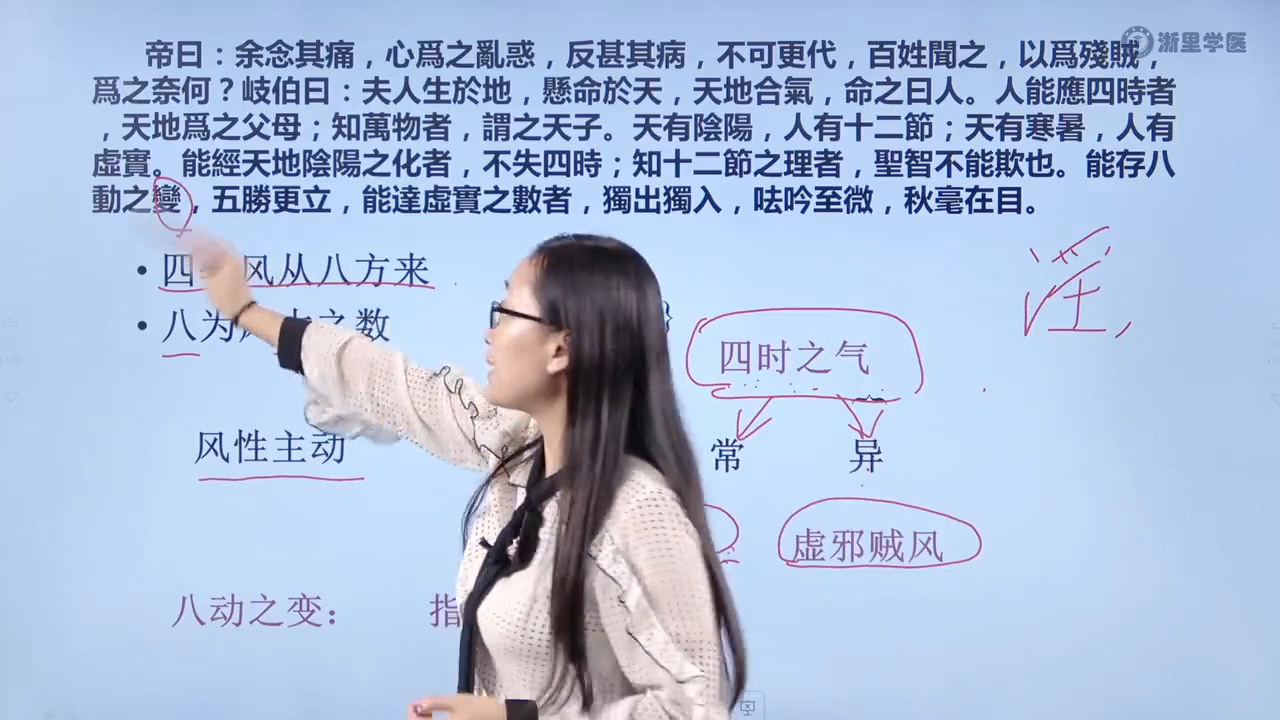 浙里学医
帝曰：余念其痛，心爲之亂惑，反甚其病，不可更代，百姓聞之，以爲殘賊，
爲之奈何？岐伯曰：夫人生於地，懸命於天，天地合氣，命之曰人。人能應四時者
，天地爲之父母；知萬物者，謂之天子。天有陰陽，人有十二節；天有寒暑，人有
虛實。能經天地陰陽之化者，不失四時；知十二節之理者，聖智不能欺也。能存八
動之變，五勝更立，能達虛實之數者，獨出獨入，呿吟至微，秋毫在目。
• 四 风从八方来
• 八为 之数
四时之气
淫,
风性主动
常 异
虚邪贼风
八动之变： 指